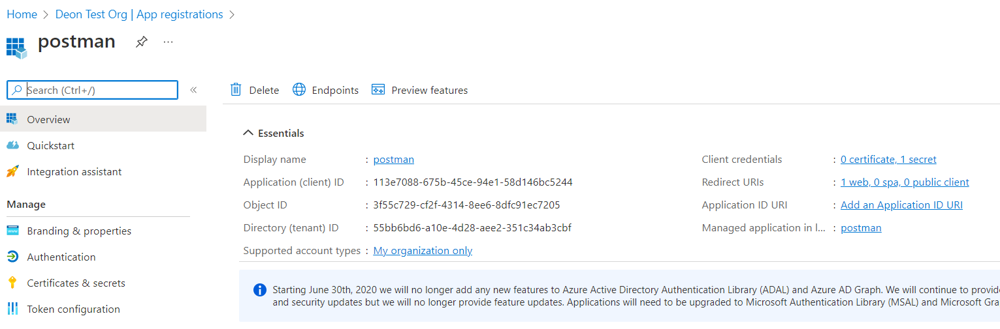 Home > Deon Test Org | App registrations >
postman
...
Search (Ctrl+/)
«
Delete
Endpoints
Preview features
Overview
Quickstart
Integration assistant
Manage
Branding & properties
Authentication
Certificates & secrets
Token configuration
Essentials
Display name : postman
Application (client) ID : 113e7088-675b-45ce-94e1-58d146bc5244
Object ID : 3f55c729-cf2f-4314-8ee6-8dfc91ec7205
Directory (tenant) ID : 55bb6bd6-a10e-4d28-aee2-351c34ab3cbf
Supported account types : My organization only
Client credentials : 0 certificate, 1 secret
Redirect URIs : 1 web, 0 spa, 0 public client
Application ID URI : Add an Application ID URI
Managed application in l... : postman
Starting June 30th, 2020 we will no longer add any new features to Azure Active Directory Authentication Library (ADAL) and Azure AD Graph. We will continue to provid
and security updates but we will no longer provide feature updates. Applications will need to be upgraded to Microsoft Authentication Library (MSAL) and Microsoft Gra